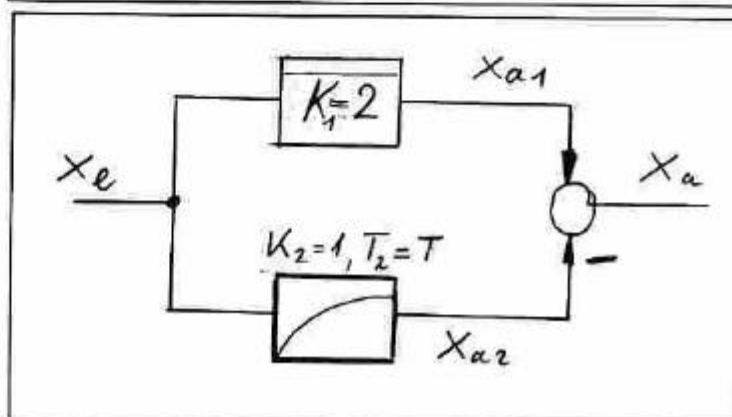 K₁=2
Xa1
Xe
Xa
K₂=1, T₂=T
−
Xa2